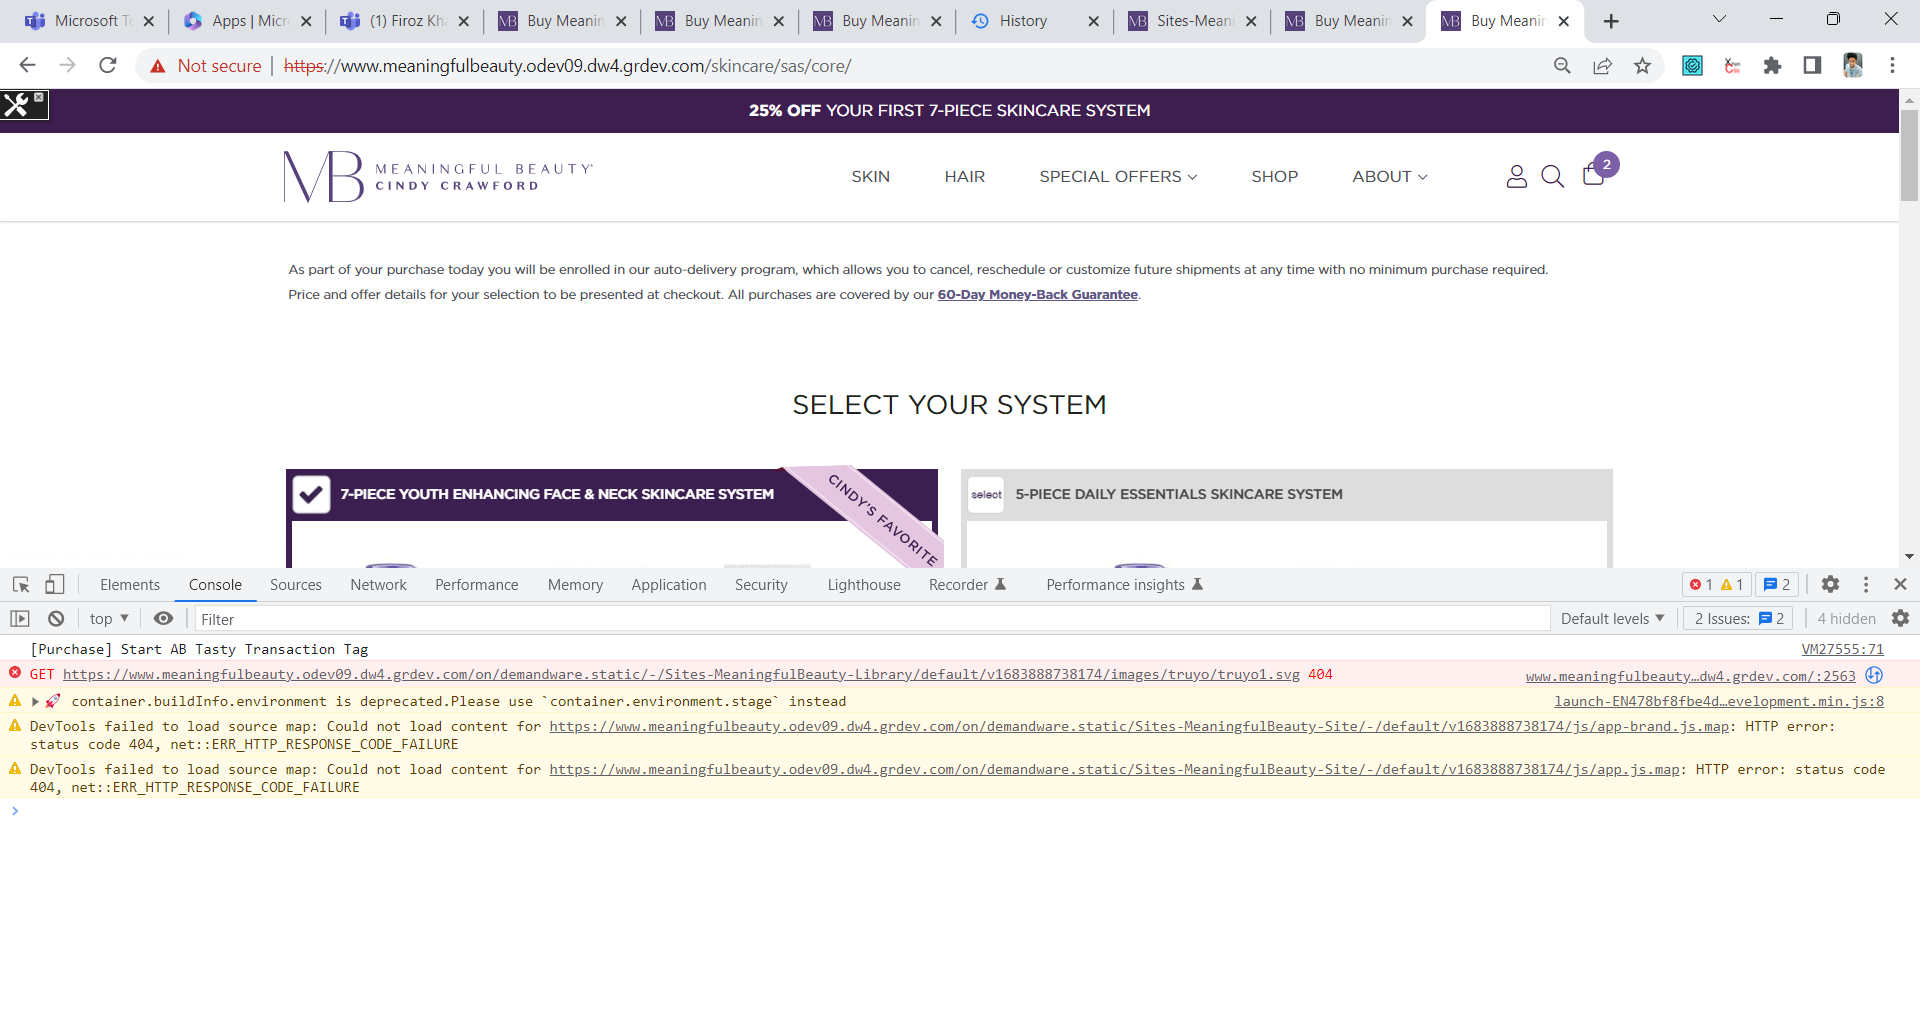 Microsoft Te
Apps | Micr
(1) Firoz Kha
Buy Meanin
Buy Meanin
Buy Meanin
History
Sites-Meani
Buy Meanin
Buy Meanin
Not secure | https://www.meaningfulbeauty.odev09.dw4.grdev.com/skincare/sas/core/
25% OFF YOUR FIRST 7-PIECE SKINCARE SYSTEM
MB MEANINGFUL BEAUTY®
CINDY CRAWFORD
SKIN HAIR SPECIAL OFFERS SHOP ABOUT 2
As part of your purchase today you will be enrolled in our auto-delivery program, which allows you to cancel, reschedule or customize future shipments at any time with no minimum purchase required.
Price and offer details for your selection to be presented at checkout. All purchases are covered by our 60-Day Money-Back Guarantee.
SELECT YOUR SYSTEM
7-PIECE YOUTH ENHANCING FACE & NECK SKINCARE SYSTEM
CINDY'S FAVORITE
select 5-PIECE DAILY ESSENTIALS SKINCARE SYSTEM
Elements Console Sources Network Performance Memory Application Security Lighthouse Recorder Performance insights 1 1 2
top Filter Default levels 2 Issues: 2 4 hidden
[Purchase] Start AB Tasty Transaction Tag VM27555:71
GET https://www.meaningfulbeauty.odev09.dw4.grdev.com/on/demandware.static/-/Sites-MeaningfulBeauty-Library/default/v1683888738174/images/truyo/truyo1.svg 404 www.meaningfulbeauty…dw4.grdev.com/:2563
🚀 container.buildInfo.environment is deprecated.Please use `container.environment.stage` instead launch-EN478bf8fbe4d…evelopment.min.js:8
DevTools failed to load source map: Could not load content for https://www.meaningfulbeauty.odev09.dw4.grdev.com/on/demandware.static/Sites-MeaningfulBeauty-Site/-/default/v1683888738174/js/app-brand.js.map: HTTP error:
status code 404, net::ERR_HTTP_RESPONSE_CODE_FAILURE
DevTools failed to load source map: Could not load content for https://www.meaningfulbeauty.odev09.dw4.grdev.com/on/demandware.static/Sites-MeaningfulBeauty-Site/-/default/v1683888738174/js/app.js.map: HTTP error: status code
404, net::ERR_HTTP_RESPONSE_CODE_FAILURE